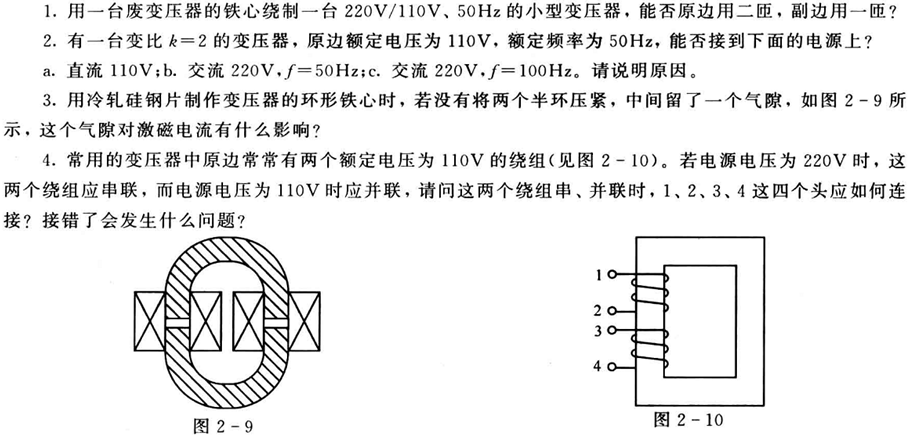 1. 用一台废变压器的铁心绕制一台 220V/110V、50Hz 的小型变压器，能否原边用二匝，副边用一匝？
2. 有一台变比 k＝2 的变压器，原边额定电压为 110V，额定频率为 50Hz，能否接到下面的电源上？
a. 直流 110V；b. 交流 220V，f＝50Hz；c. 交流 220V，f＝100Hz。请说明原因。
3. 用冷轧硅钢片制作变压器的环形铁心时，若没有将两个半环压紧，中间留了一个气隙，如图 2－9 所
示，这个气隙对激磁电流有什么影响？
4. 常用的变压器中原边常常有两个额定电压为 110V 的绕组（见图 2－10）。若电源电压为 220V 时，这
两个绕组应串联，而电源电压为 110V 时应并联，请问这两个绕组串、并联时，1、2、3、4 这四个头应如何连
接？接错了会发生什么问题？
1
2
3
4
图 2－9
图 2－10